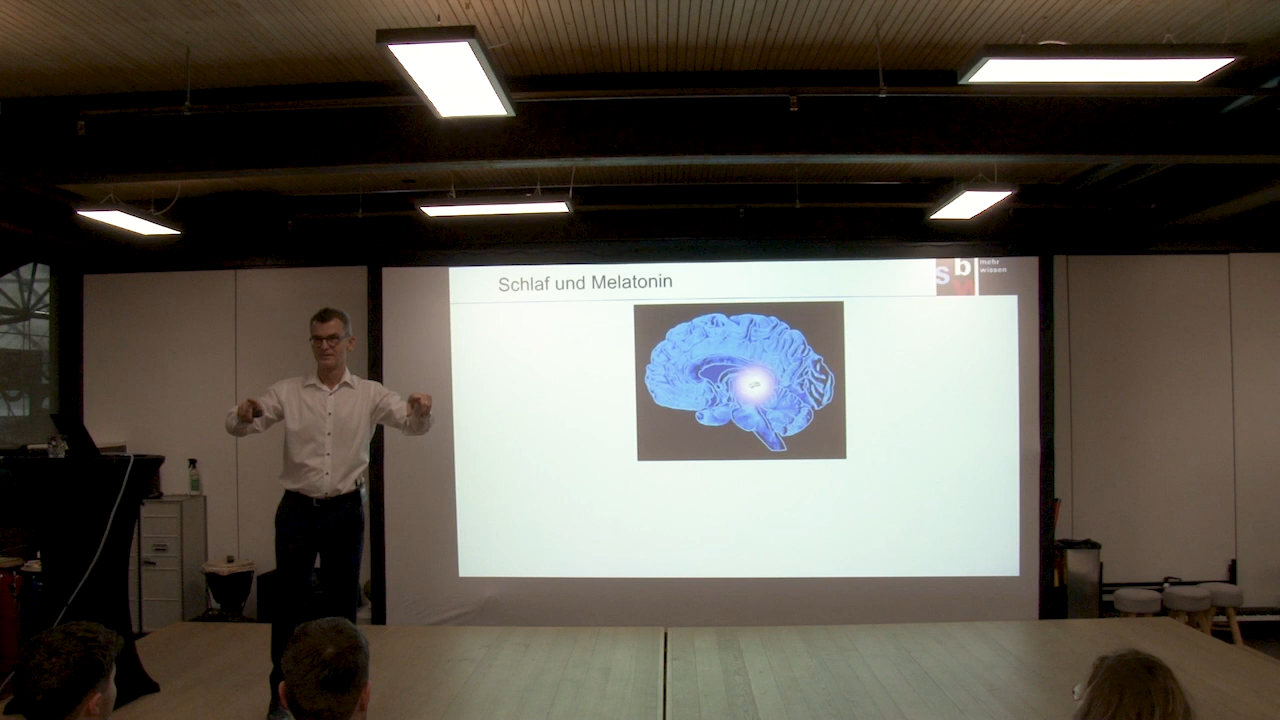 Schlaf und Melatonin
sb
mehr
wissen